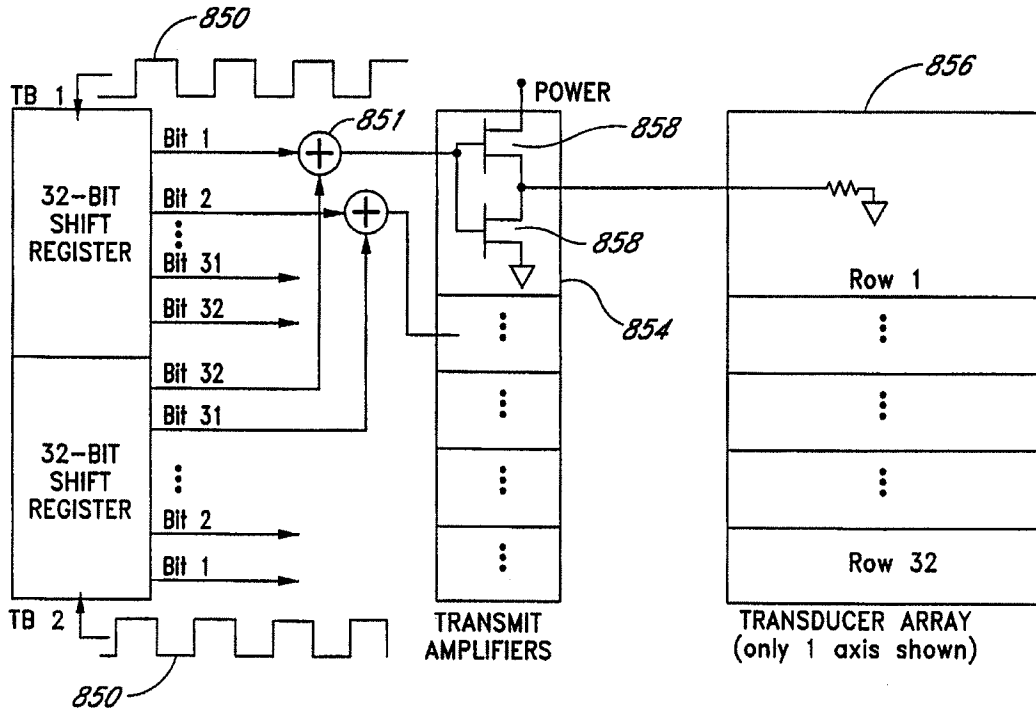 850
TB 1
POWER
856
Bit 1
851
858
32-BIT
SHIFT
REGISTER
Bit 2
858
Bit 31
Row 1
Bit 32
854
Bit 32
Bit 31
32-BIT
SHIFT
REGISTER
Bit 2
Bit 1
Row 32
TB 2
TRANSMIT
AMPLIFIERS
TRANSDUCER ARRAY
(only 1 axis shown)
850